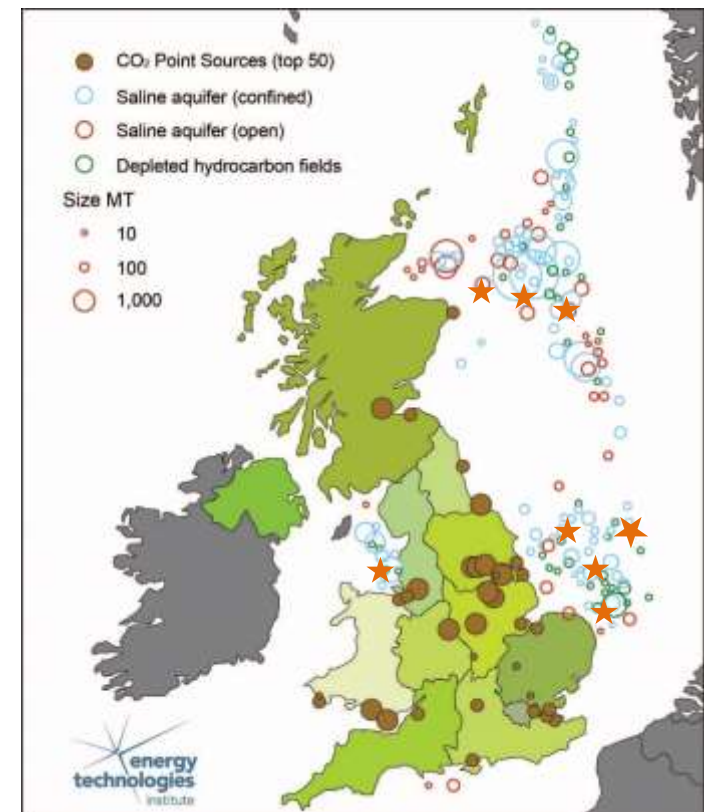 CO₂ Point Sources (top 50)
Saline aquifer (confined)
Saline aquifer (open)
Depleted hydrocarbon fields
Size MT
10
100
1,000
energy
technologies
institute